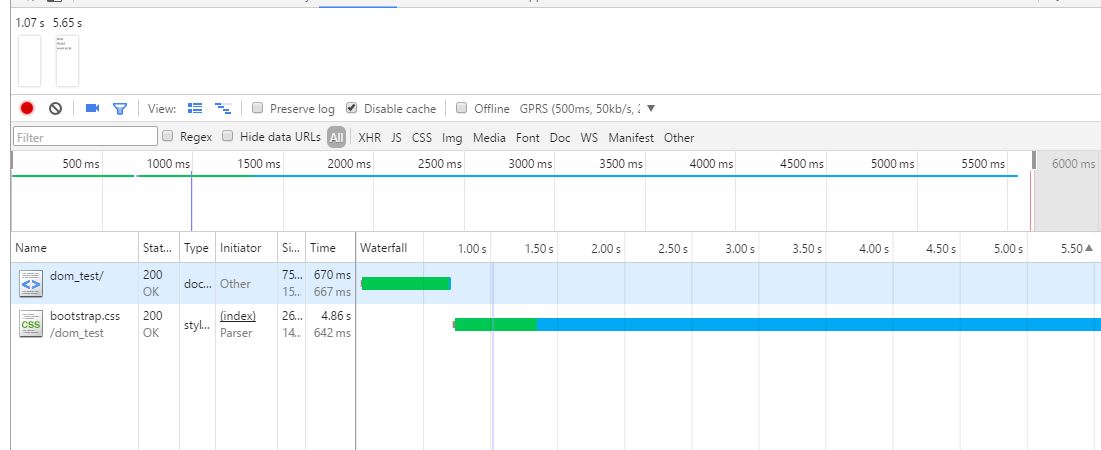 1.07 s 5.65 s
View: Preserve log Disable cache Offline GPRS (500ms, 50kb/s, 
Filter Regex Hide data URLs All XHR JS CSS Img Media Font Doc WS Manifest Other
500 ms 1000 ms 1500 ms 2000 ms 2500 ms 3000 ms 3500 ms 4000 ms 4500 ms 5000 ms 5500 ms 6000 ms
Name Stat... Type Initiator Si... Time Waterfall 1.00 s 1.50 s 2.00 s 2.50 s 3.00 s 3.50 s 4.00 s 4.50 s 5.00 s 5.50
dom_test/ 200 doc... Other 75... 670 ms
OK 15... 667 ms
bootstrap.css 200 styl... (index) 26... 4.86 s
CSS
/dom_test OK Parser 14... 642 ms